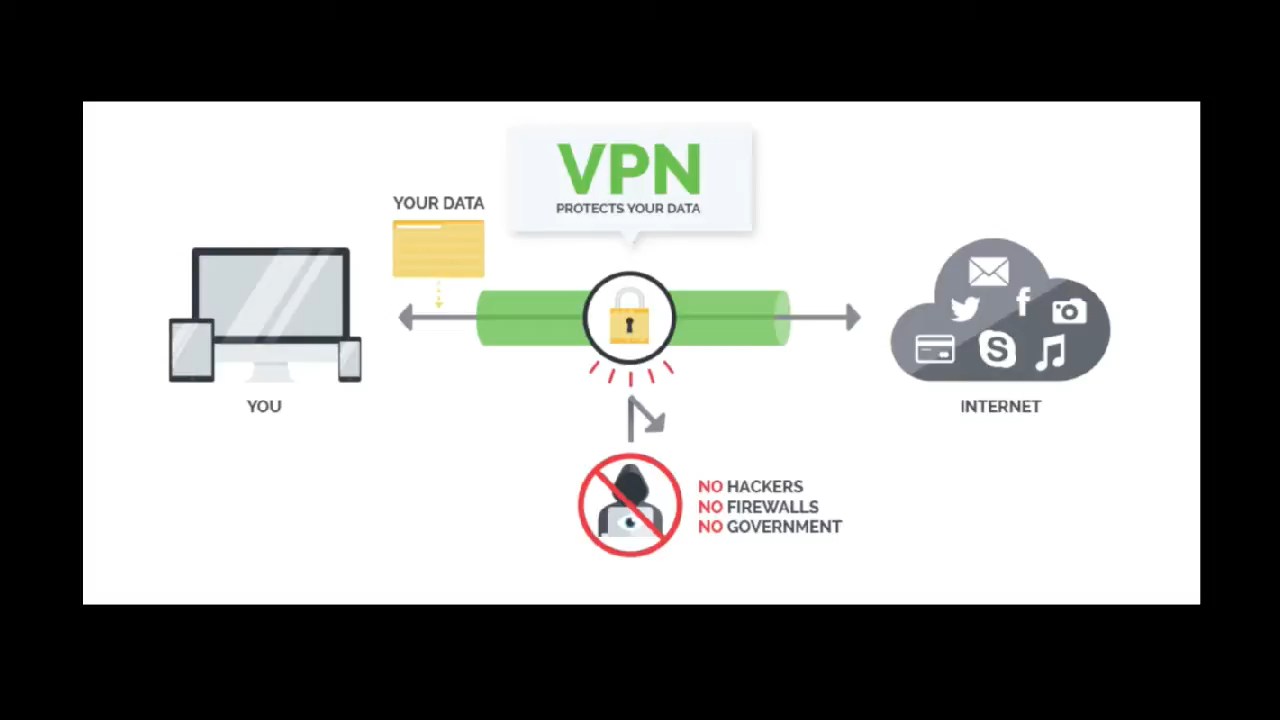 VPN
PROTECTS YOUR DATA
YOUR DATA
YOU
INTERNET
NO HACKERS
NO FIREWALLS
NO GOVERNMENT